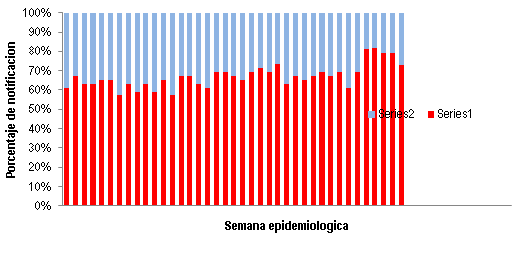 Porcentaje de notificacion
100%
90%
80%
70%
60%
50%
40%
30%
20%
10%
0%
Series2
Series1
Semana epidemiologica